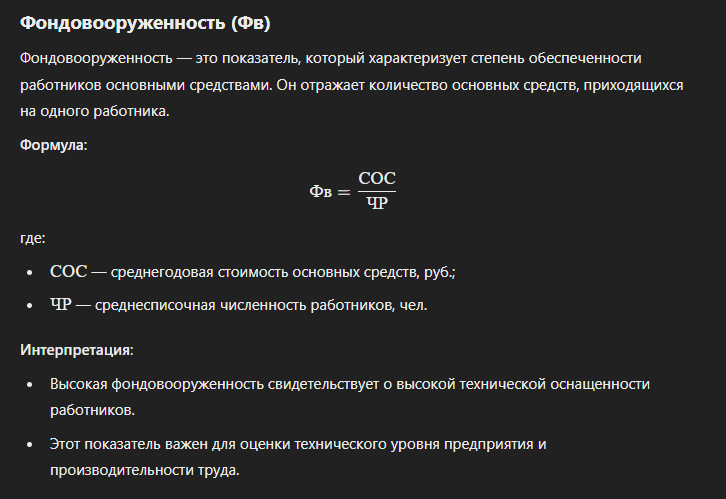 Фондовооруженность (Фв)
Фондовооруженность — это показатель, который характеризует степень обеспеченности
работников основными средствами. Он отражает количество основных средств, приходящихся
на одного работника.
Формула:
Фв = СОС / ЧР
где:
• СОС — среднегодовая стоимость основных средств, руб.;
• ЧР — среднесписочная численность работников, чел.
Интерпретация:
• Высокая фондовооруженность свидетельствует о высокой технической оснащенности
работников.
• Этот показатель важен для оценки технического уровня предприятия и
производительности труда.